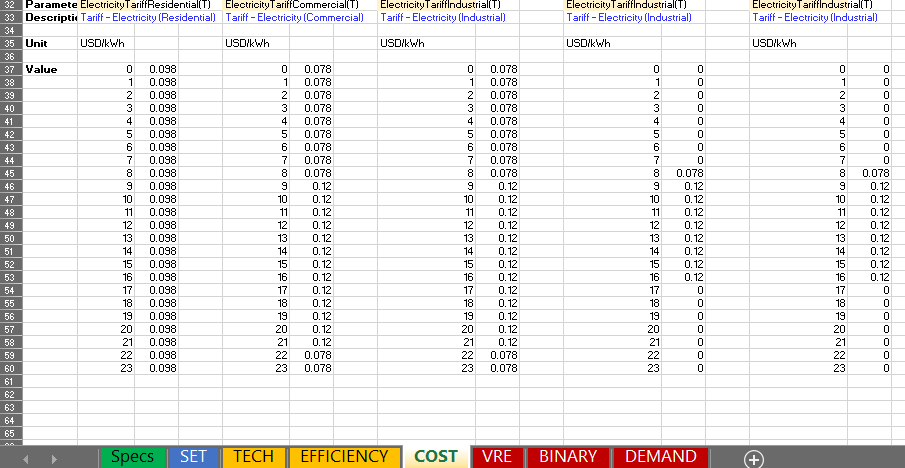 32 Paramete ElectricityTariffResidential(T) ElectricityTariffCommercial(T) ElectricityTariffIndustrial(T) ElectricityTariffIndustrial(T) ElectricityTariffIndustrial(T)
33 Descriptic Tariff - Electricity (Residential) Tariff - Electricity (Commercial) Tariff - Electricity (Industrial) Tariff - Electricity (Industrial) Tariff - Electricity (Industrial)
34
35 Unit USD/kWh USD/kWh USD/kWh USD/kWh USD/kWh
36
37 Value 0 0.098 0 0.078 0 0.078 0 0 0 0
38 1 0.098 1 0.078 1 0.078 1 0 1 0
39 2 0.098 2 0.078 2 0.078 2 0 2 0
40 3 0.098 3 0.078 3 0.078 3 0 3 0
41 4 0.098 4 0.078 4 0.078 4 0 4 0
42 5 0.098 5 0.078 5 0.078 5 0 5 0
43 6 0.098 6 0.078 6 0.078 6 0 6 0
44 7 0.098 7 0.078 7 0.078 7 0 7 0
45 8 0.098 8 0.078 8 0.078 8 0.078 8 0.078
46 9 0.098 9 0.12 9 0.12 9 0.12 9 0.12
47 10 0.098 10 0.12 10 0.12 10 0.12 10 0.12
48 11 0.098 11 0.12 11 0.12 11 0.12 11 0.12
49 12 0.098 12 0.12 12 0.12 12 0.12 12 0.12
50 13 0.098 13 0.12 13 0.12 13 0.12 13 0.12
51 14 0.098 14 0.12 14 0.12 14 0.12 14 0.12
52 15 0.098 15 0.12 15 0.12 15 0.12 15 0.12
53 16 0.098 16 0.12 16 0.12 16 0.12 16 0.12
54 17 0.098 17 0.12 17 0.12 17 0 17 0
55 18 0.098 18 0.12 18 0.12 18 0 18 0
56 19 0.098 19 0.12 19 0.12 19 0 19 0
57 20 0.098 20 0.12 20 0.12 20 0 20 0
58 21 0.098 21 0.12 21 0.12 21 0 21 0
59 22 0.098 22 0.078 22 0.078 22 0 22 0
60 23 0.098 23 0.078 23 0.078 23 0 23 0
61
62
63
64
65
Specs SET TECH EFFICIENCY COST VRE BINARY DEMAND